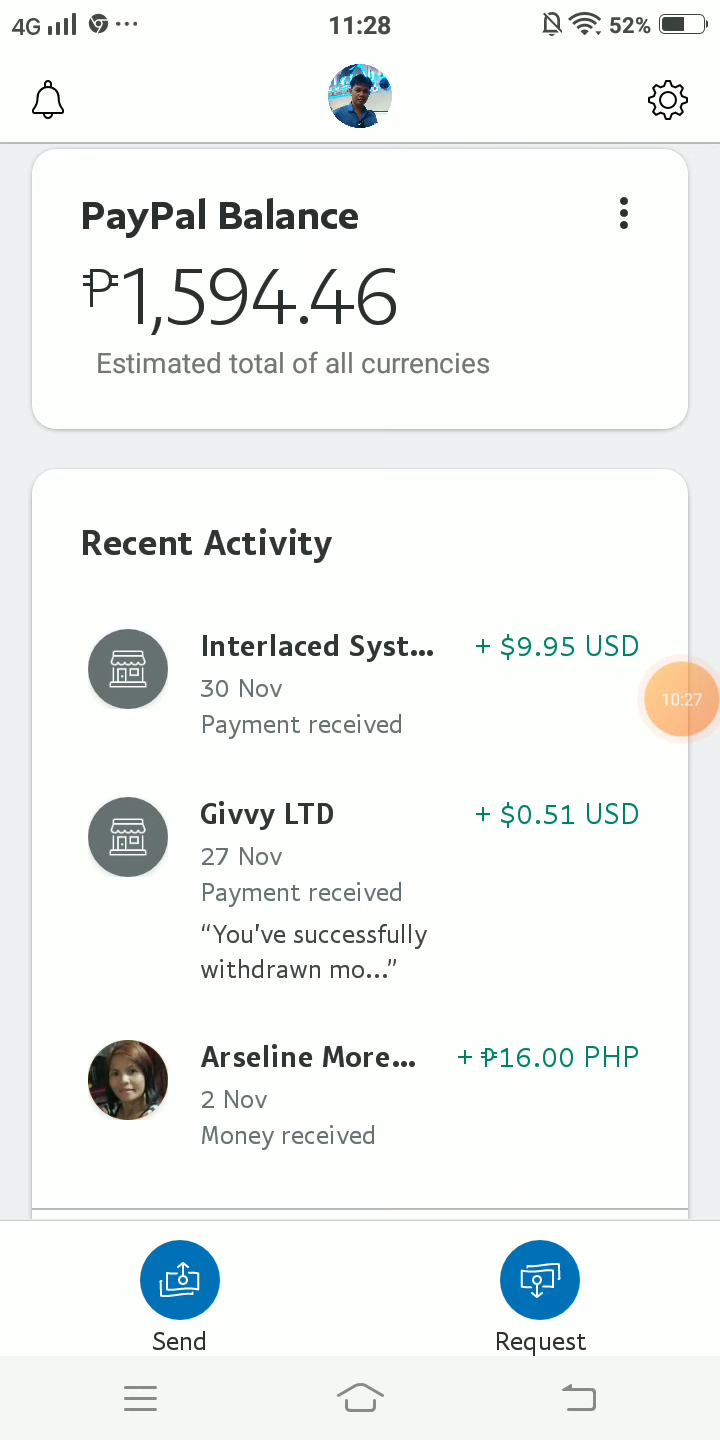 4G 11:28 52%
PayPal Balance
₱1,594.46
Estimated total of all currencies
Recent Activity
Interlaced Syst... + $9.95 USD
30 Nov
Payment received
10:27
Givvy LTD + $0.51 USD
27 Nov
Payment received
“You've successfully
withdrawn mo...”
Arseline More... + ₱16.00 PHP
2 Nov
Money received
Send Request